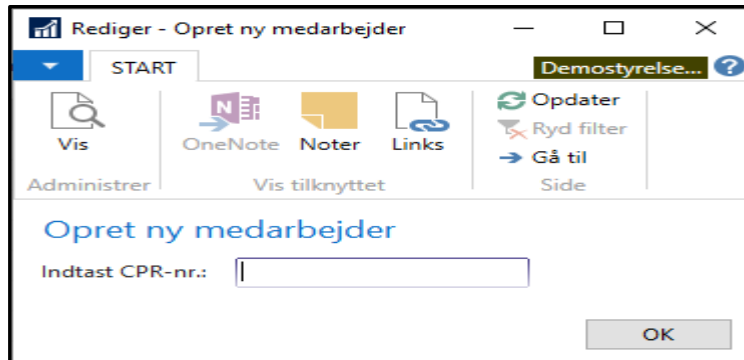 Rediger - Opret ny medarbejder
START
Demostyrelse... ?
Vis
OneNote
Noter
Links
Opdater
Ryd filter
Gå til
Administrer
Vis tilknyttet
Side
Opret ny medarbejder
Indtast CPR-nr.:
OK